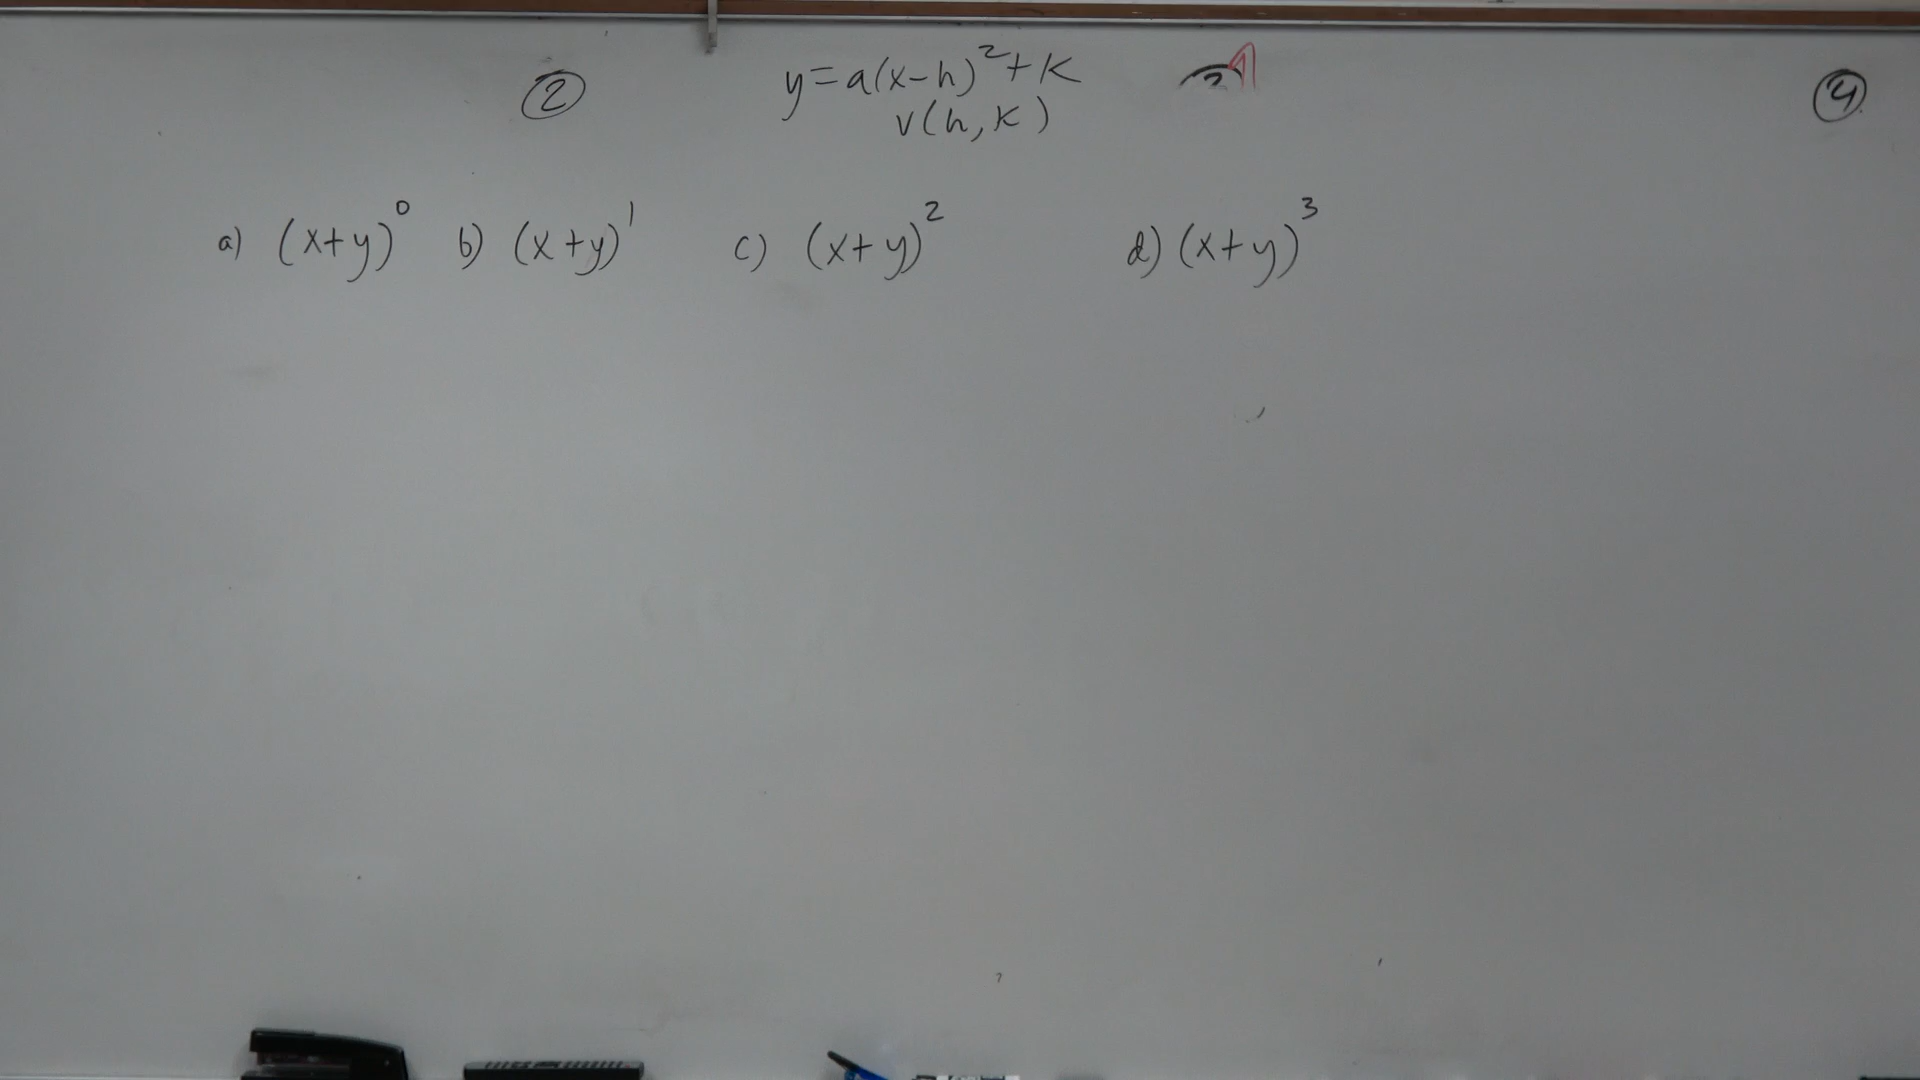 ② y=a(x-h)²+k ④
v(h,k)
a) (x+y)⁰ b) (x+y)¹ c) (x+y)² d) (x+y)³